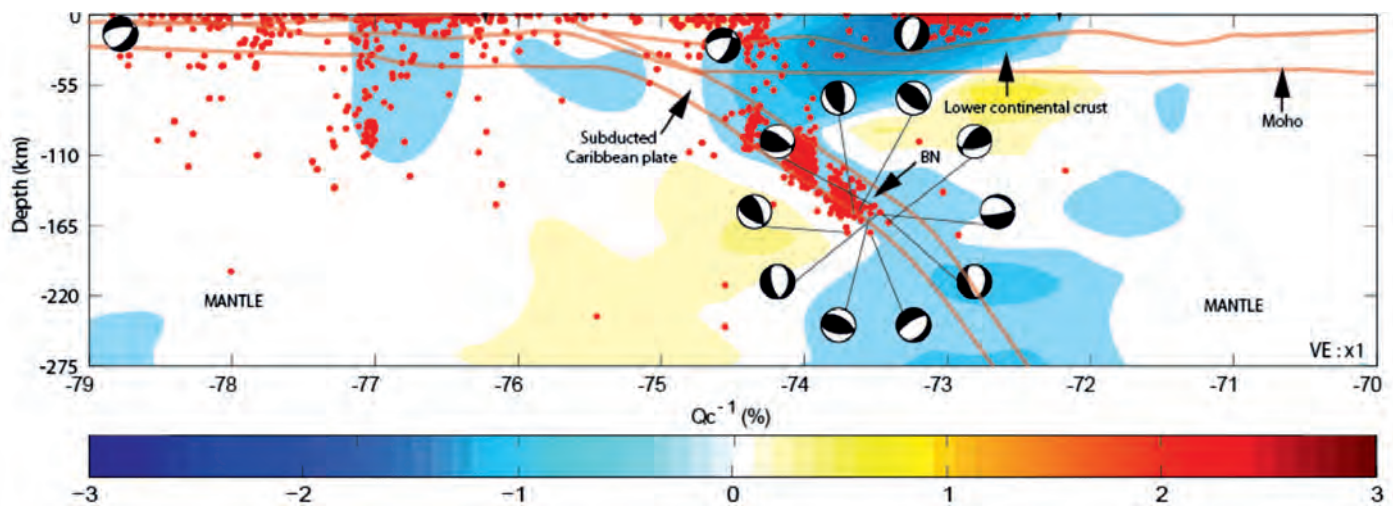 0
-55
-110
-165
-220
-275
Depth (km)
Subducted
Caribbean plate
Lower continental crust
Moho
BN
MANTLE
MANTLE
VE : x1
-79
-78
-77
-76
-75
-74
-73
-72
-71
-70
Qc⁻¹ (%)
−3
−2
−1
0
1
2
3